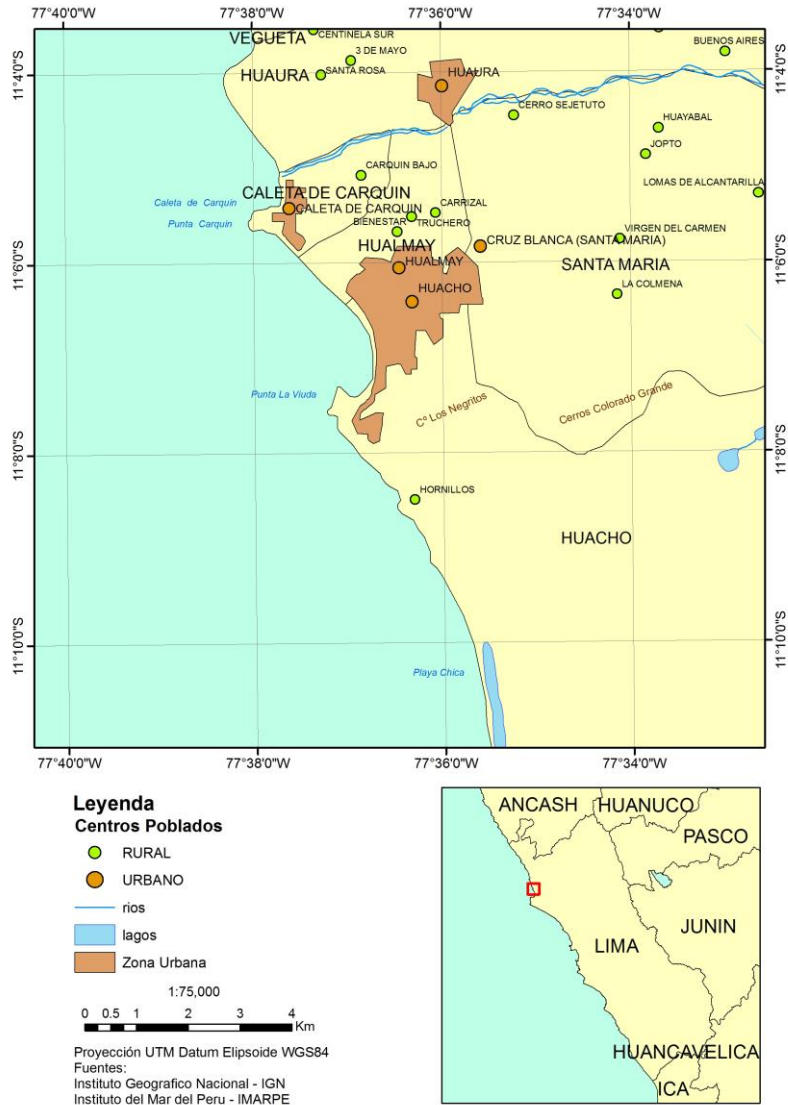 77°40'0"W
77°38'0"W
77°36'0"W
77°34'0"W
VEGUETA
CENTINELA SUR
3 DE MAYO
BUENOS AIRES
11°4'0"S
HUAURA
SANTA ROSA
HUAURA
11°4'0"S
CERRO SEJETUTO
HUAYABAL
JOPTO
CARQUIN BAJO
LOMAS DE ALCANTARILLA
CALETA DE CARQUIN
Caleta de Carquin
CALETA DE CARQUIN
CARRIZAL
Punta Carquin
BIENESTAR
TRUCHERO
VIRGEN DEL CARMEN
HUALMAY
CRUZ BLANCA (SANTA MARIA)
11°6'0"S
HUALMAY
SANTA MARIA
11°6'0"S
HUACHO
LA COLMENA
Punta La Viuda
Cº Los Negritos
Cerros Colorado Grande
11°8'0"S
11°8'0"S
HORNILLOS
HUACHO
11°10'0"S
11°10'0"S
Playa Chica
77°40'0"W
77°38'0"W
77°36'0"W
77°34'0"W
Leyenda
Centros Poblados
RURAL
URBANO
rios
lagos
Zona Urbana
1:75,000
0 0.5 1 2 3 4
Km
Proyección UTM Datum Elipsoide WGS84
Fuentes:
Instituto Geografico Nacional - IGN
Instituto del Mar del Peru - IMARPE
ANCASH
HUANUCO
PASCO
JUNIN
LIMA
HUANCAVELICA
ICA